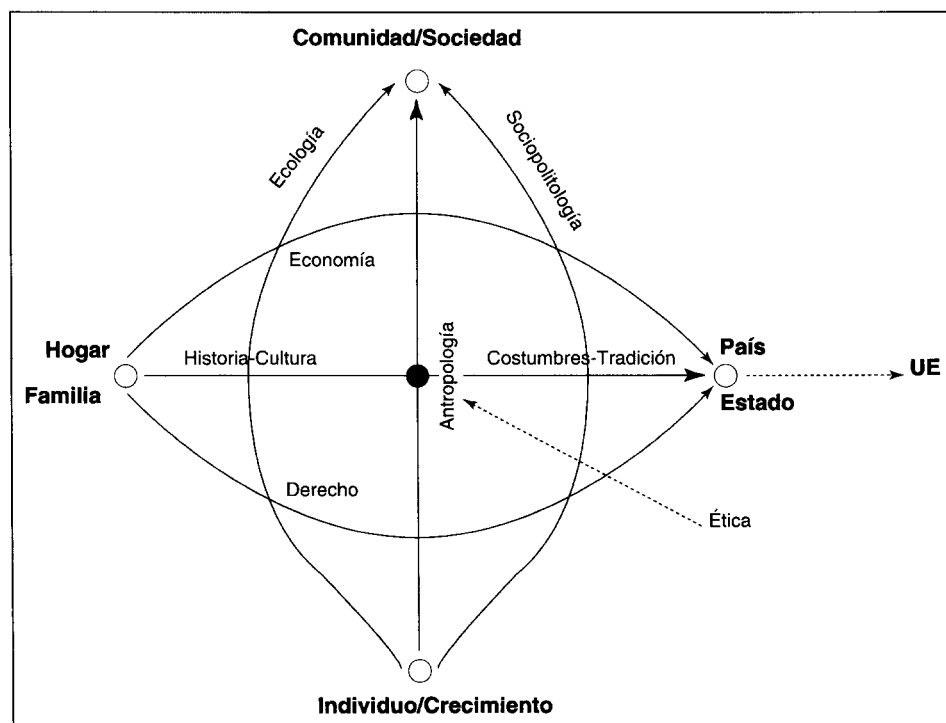 Comunidad/Sociedad
Ecología
Sociopolitología
Economía
Hogar
Historia-Cultura
Antropología
Costumbres-Tradición
País
UE
Familia
Estado
Derecho
Ética
Individuo/Crecimiento